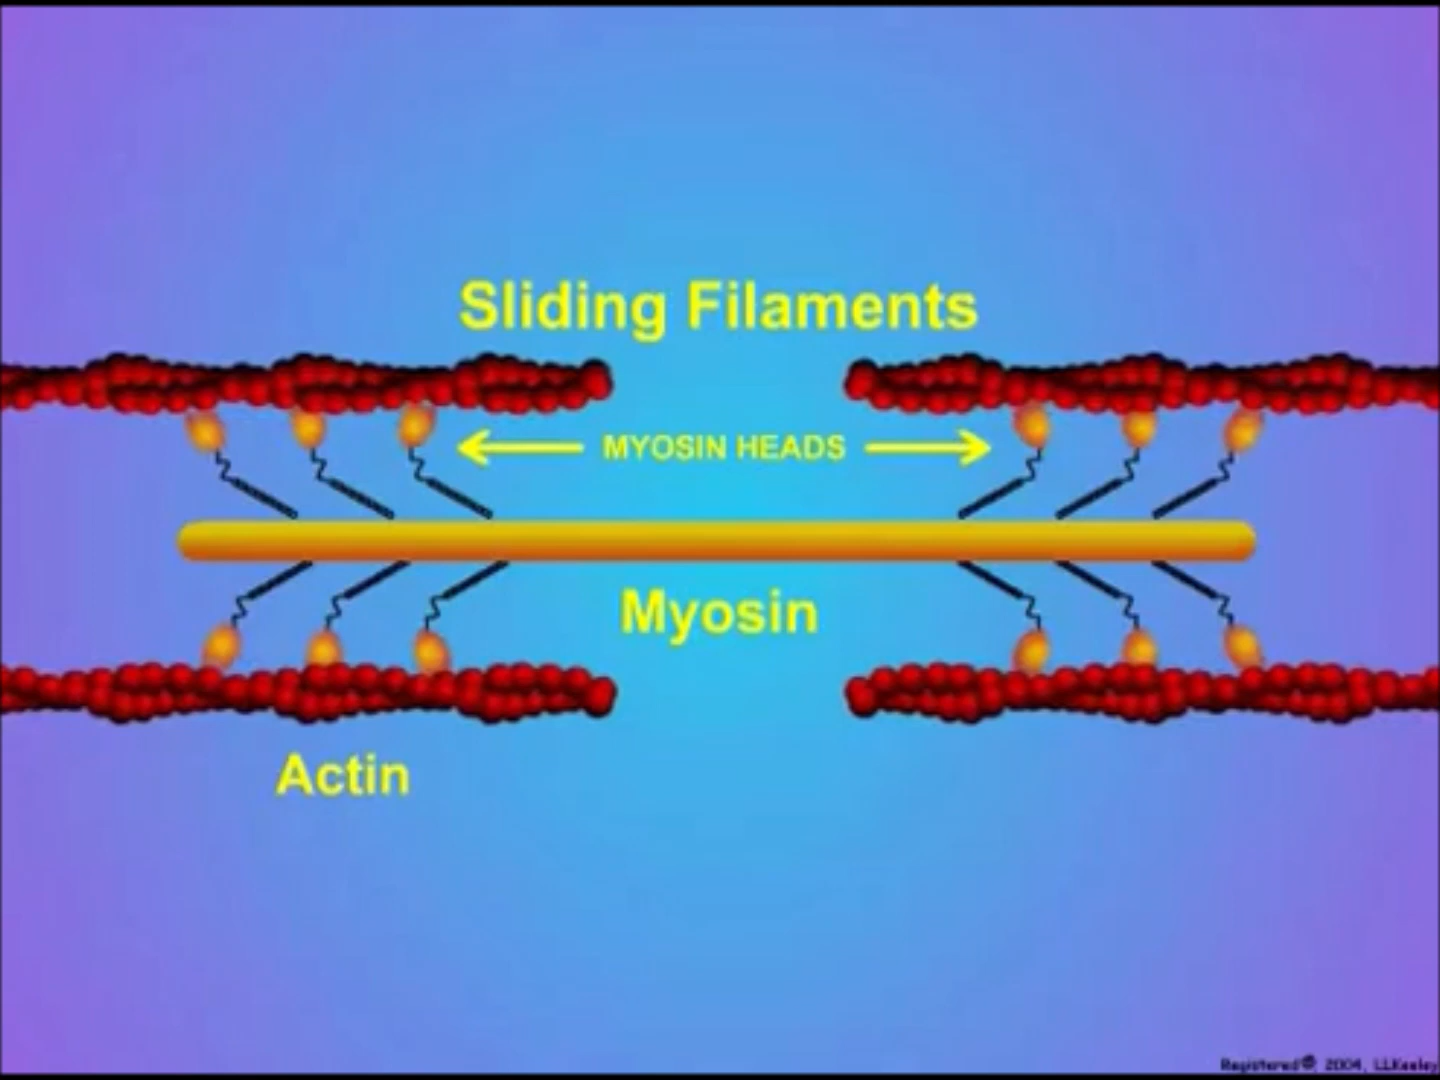 Sliding Filaments
MYOSIN HEADS
Myosin
Actin
Registered©, 2004, LLKeeley